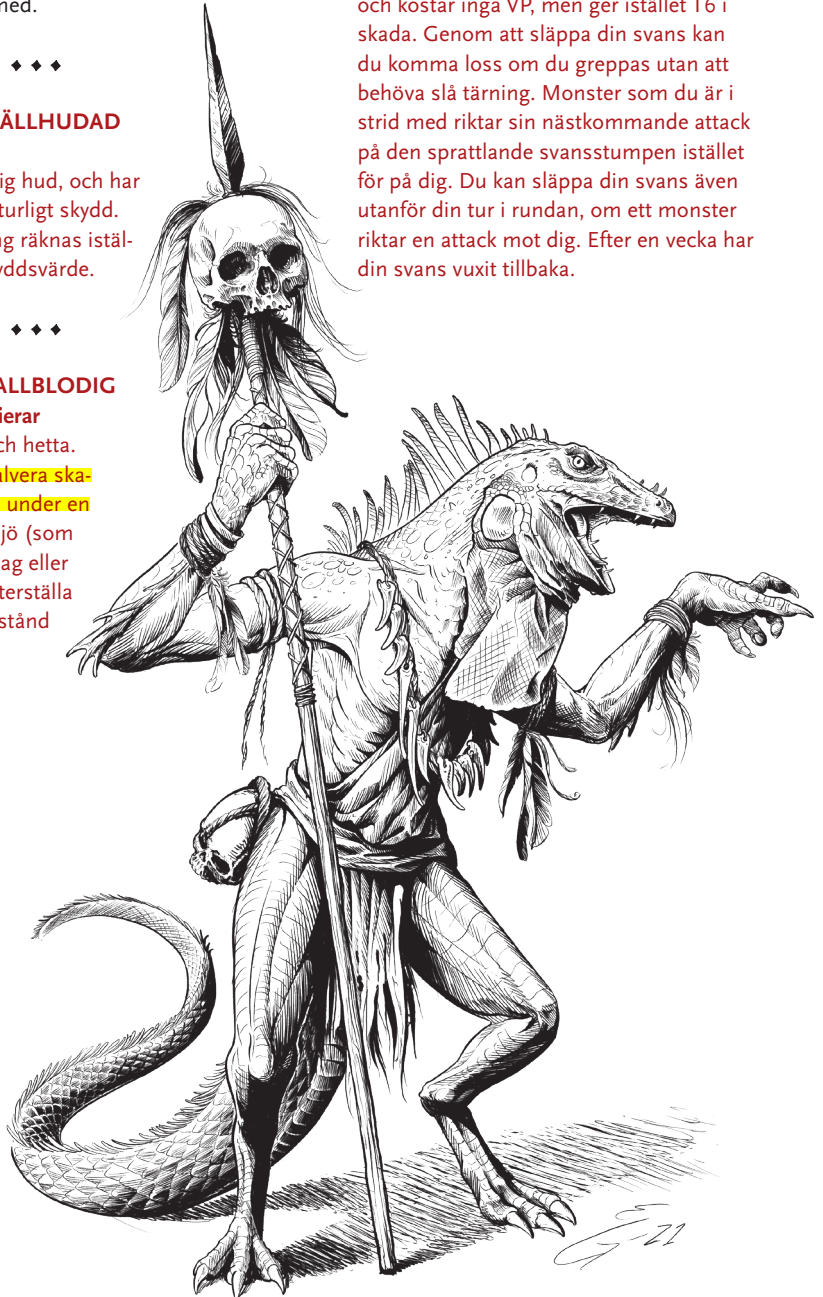 ned.
ÄLLHUDAD
ig hud, och har
turligt skydd.
ng räknas istäl-
yddsvärde.
ALLBLODIG
ierar
ch hetta.
alvera ska-
under en
jö (som
ag eller
terställa
stånd
och kostar inga VP, men ger istället T6 i
skada. Genom att släppa din svans kan
du komma loss om du greppas utan att
behöva slå tärning. Monster som du är i
strid med riktar sin nästkommande attack
på den sprattlande svansstumpen istället
för på dig. Du kan släppa din svans även
utanför din tur i rundan, om ett monster
riktar en attack mot dig. Efter en vecka har
din svans vuxit tillbaka.
21